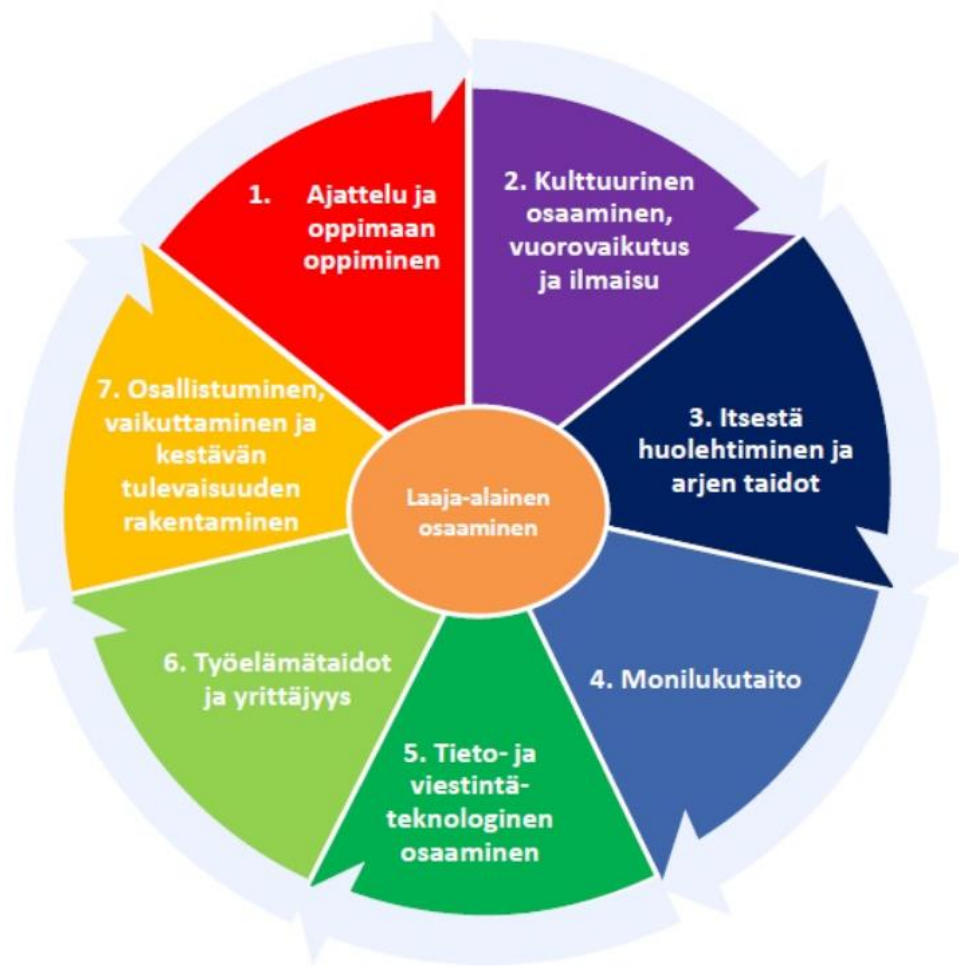 1. Ajattelu ja
oppimaan
oppiminen
2. Kulttuurinen
osaaminen,
vuorovaikutus
ja ilmaisu
3. Itsestä
huolehtiminen ja
arjen taidot
4. Monilukutaito
5. Tieto- ja
viestintä-
teknologinen
osaaminen
6. Työelämätaidot
ja yrittäjyys
7. Osallistuminen,
vaikuttaminen ja
kestävän
tulevaisuuden
rakentaminen
Laaja-alainen
osaaminen